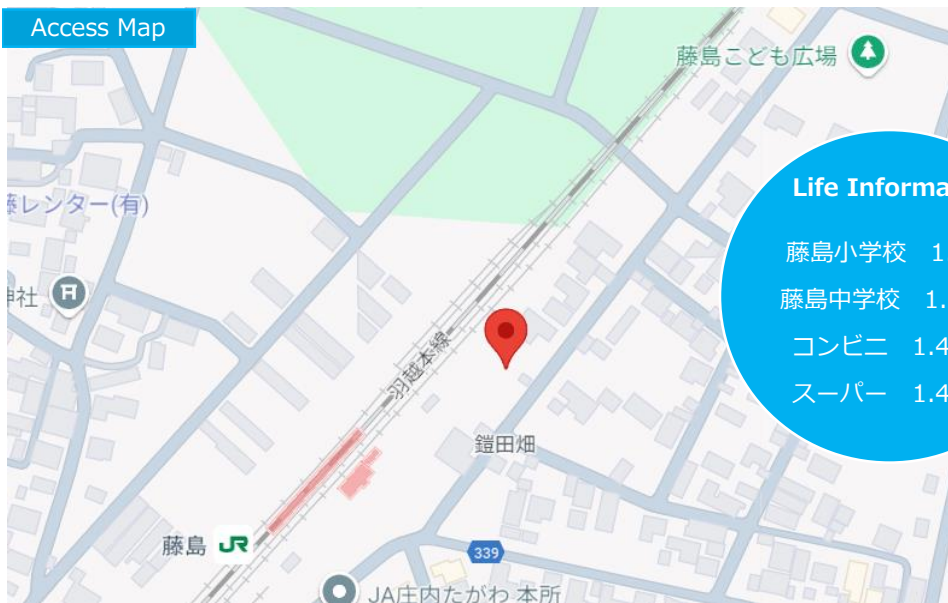 Access Map
藤島こども広場
Life Informa
藤島小学校　1
藤島中学校　1.
コンビニ　1.4
スーパー　1.4
藤レンター(有)
神社
羽越本線
鎧田畑
藤島 JR
339
JA庄内たがわ 本所